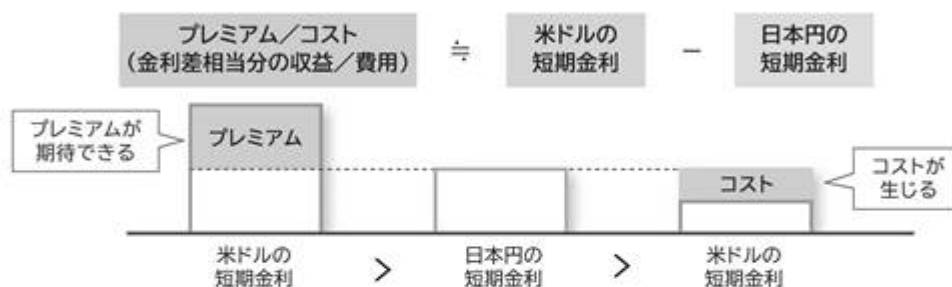 プレミアム/コスト
(金利差相当分の収益/費用)
≒
米ドルの
短期金利
－
日本円の
短期金利
プレミアムが
期待できる
プレミアム
コスト
コストが
生じる
米ドルの
短期金利
>
日本円の
短期金利
>
米ドルの
短期金利